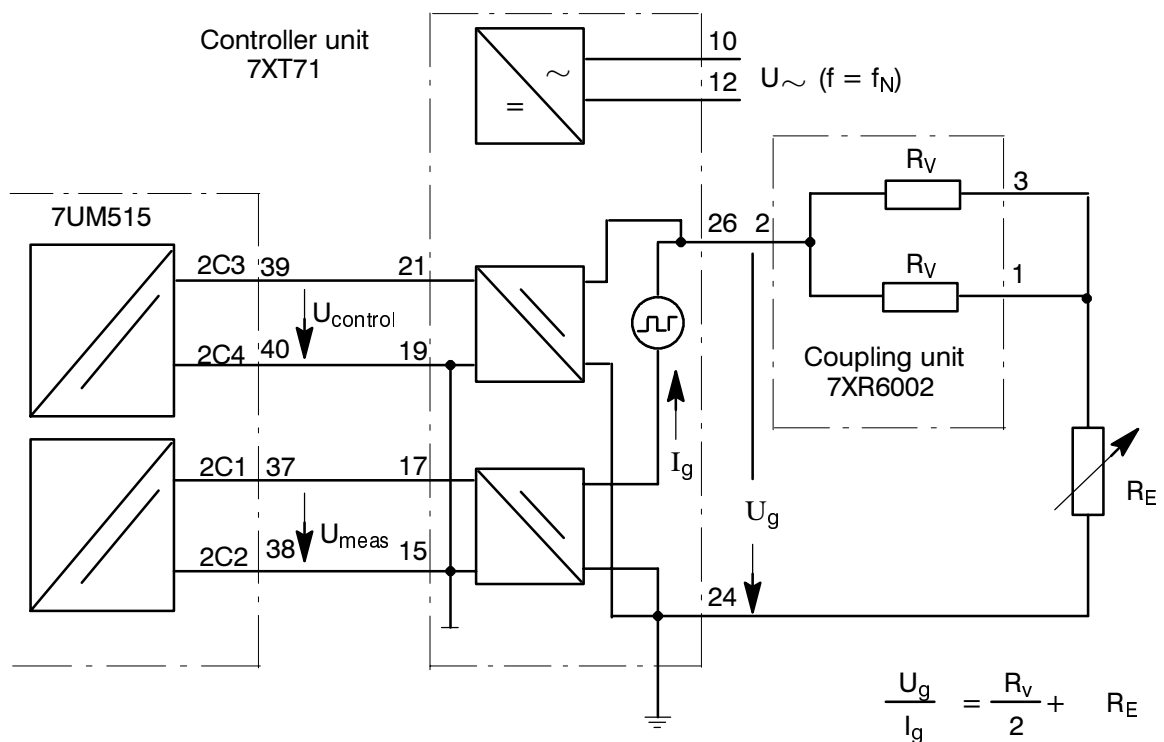 Controller unit
7XT71
10
12
U∼ (f = fN)
∼
=
7UM515
RV
3
26
2
2C3
39
21
RV
1
Ucontrol
2C4
40
19
Coupling unit
7XR6002
2C1
37
17
Ig
RE
Ug
Umeas
2C2
38
15
24
Ug
Ig
=
Rv
2
+
RE